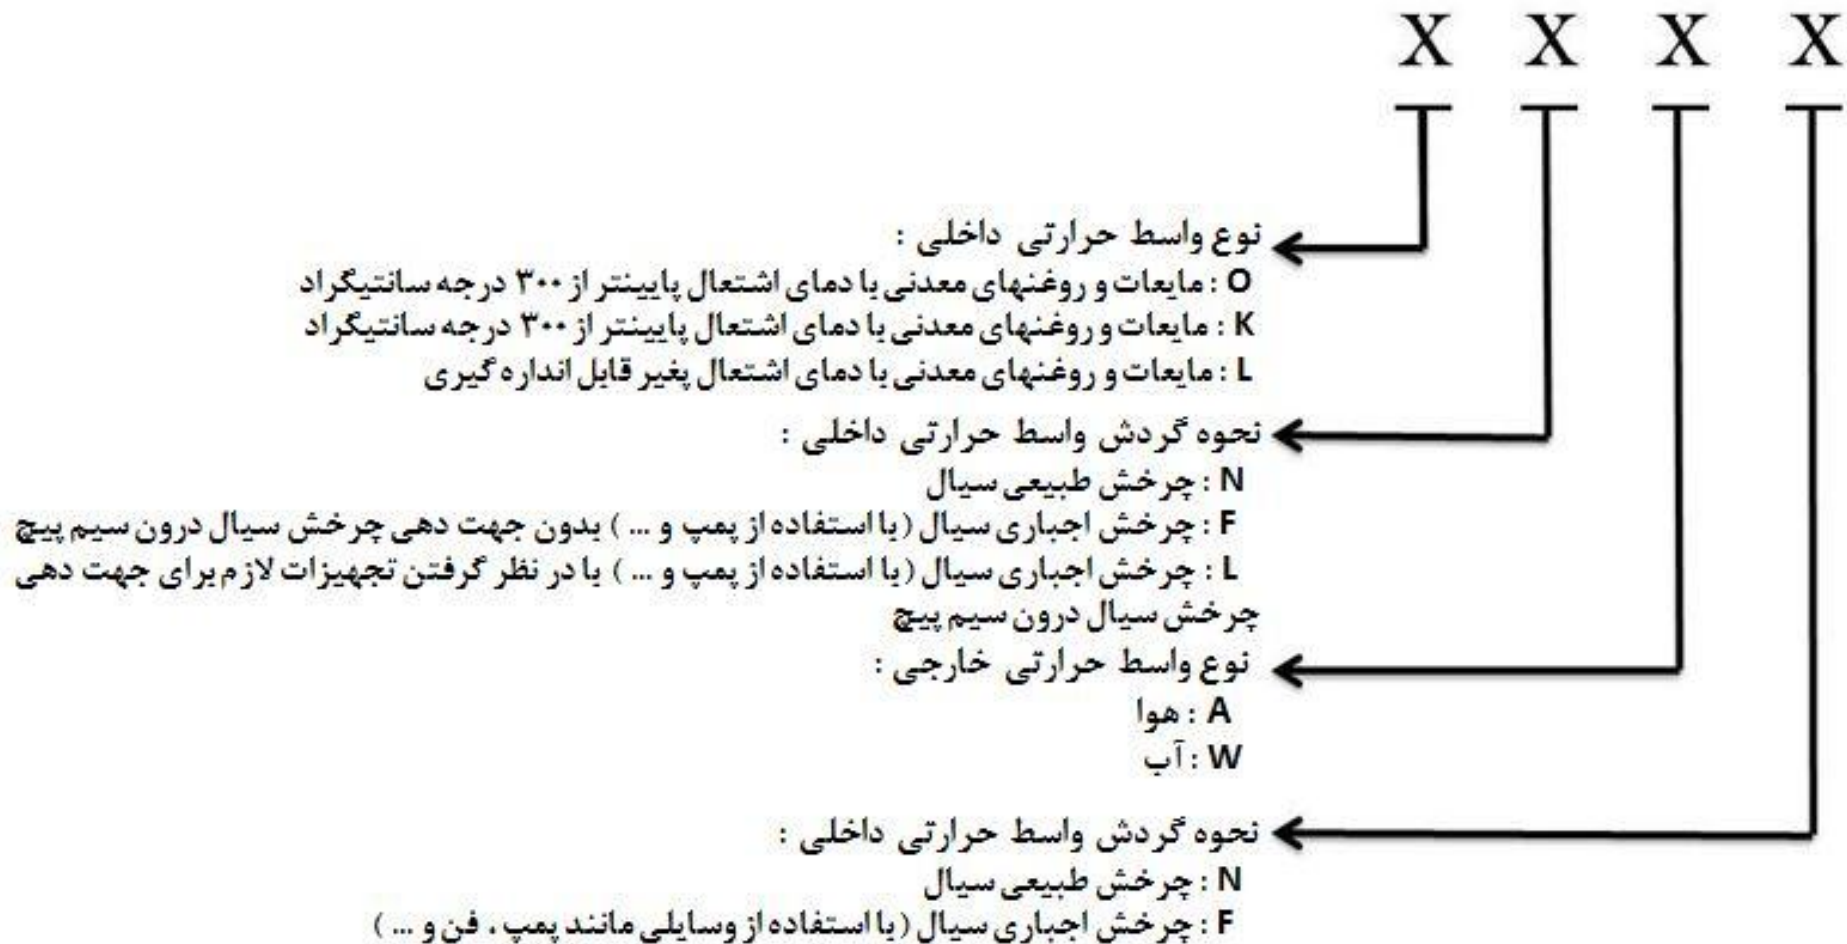 X X X X
نوع واسط حرارتی داخلی :
O : مایعات و روغنهای معدنی با دمای اشتعال پایینتر از ۳۰۰ درجه سانتیگراد
K : مایعات و روغنهای معدنی با دمای اشتعال پایینتر از ۳۰۰ درجه سانتیگراد
L : مایعات و روغنهای معدنی با دمای اشتعال پغیر قابل انداره گیری
نحوه گردش واسط حرارتی داخلی :
N : چرخش طبیعی سیال
F : چرخش اجباری سیال ( با استفاده از پمپ و ... ) بدون جهت دهی چرخش سیال درون سیم پیچ
L : چرخش اجباری سیال ( با استفاده از پمپ و ... ) با در نظر گرفتن تجهیزات لازم برای جهت دهی
چرخش سیال درون سیم پیچ
نوع واسط حرارتی خارجی :
A : هوا
W : آب
نحوه گردش واسط حرارتی داخلی :
N : چرخش طبیعی سیال
F : چرخش اجباری سیال ( با استفاده از وسایلی مانند پمپ ، فن و ... )